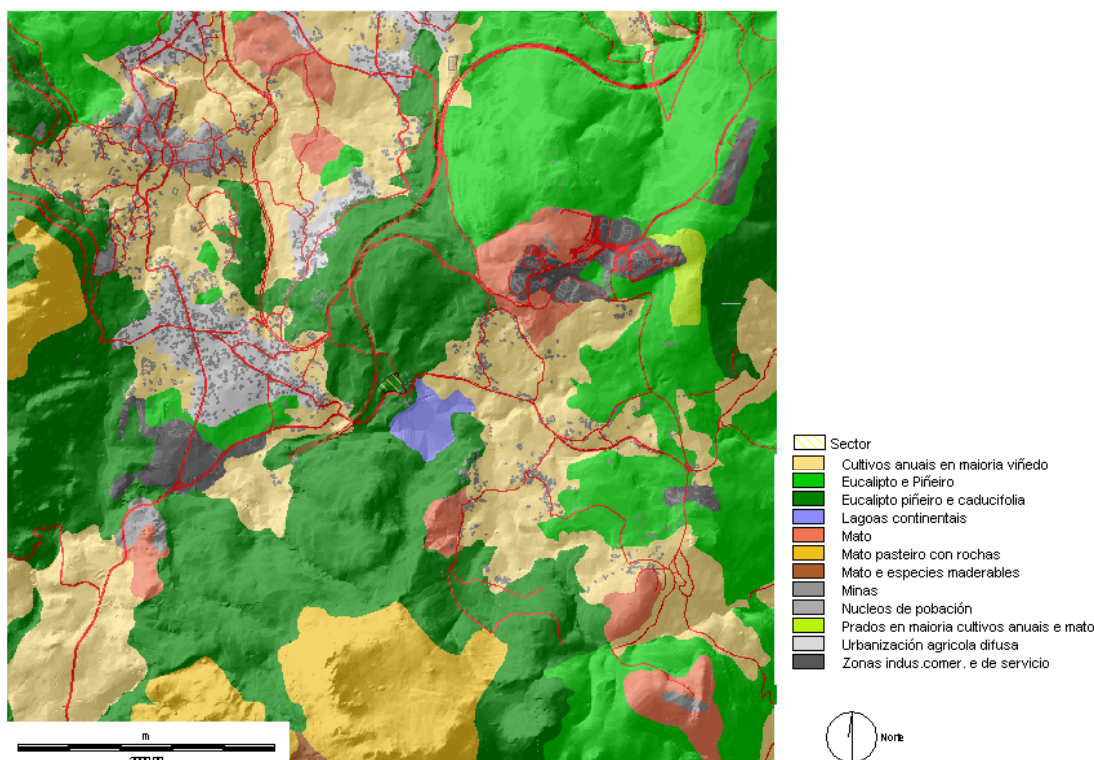 Sector
Cultivos anuais en maioria viñedo
Eucalipto e Piñeiro
Eucalipto piñeiro e caducifolia
Lagoas continentais
Mato
Mato pasteiro con rochas
Mato e especies maderables
Minas
Nucleos de pobación
Prados en maioria cultivos anuais e mato
Urbanización agricola difusa
Zonas indus.comer. e de servicio
m
Norte